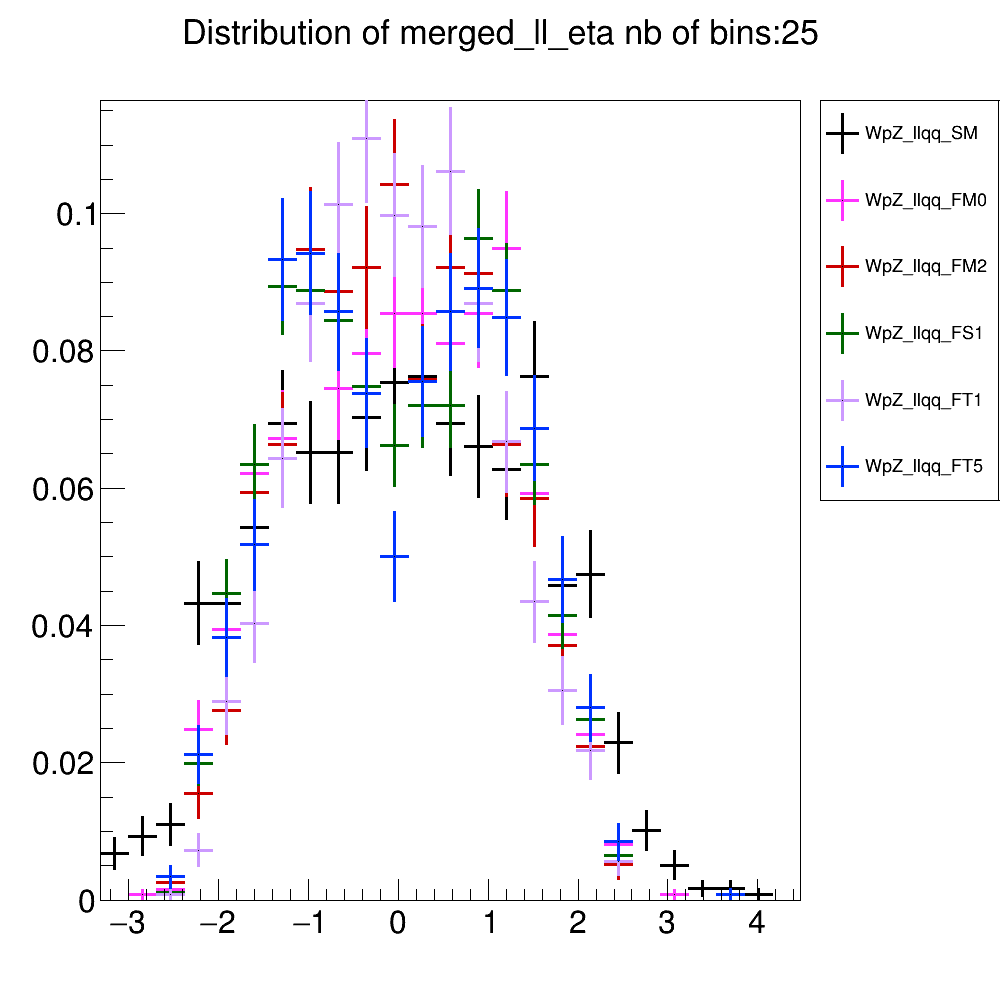 Distribution of merged_ll_eta nb of bins:25
WpZ_llqq_SM
WpZ_llqq_FM0
WpZ_llqq_FM2
WpZ_llqq_FS1
WpZ_llqq_FT1
WpZ_llqq_FT5
0.1
0.08
0.06
0.04
0.02
0
−3 −2 −1 0 1 2 3 4